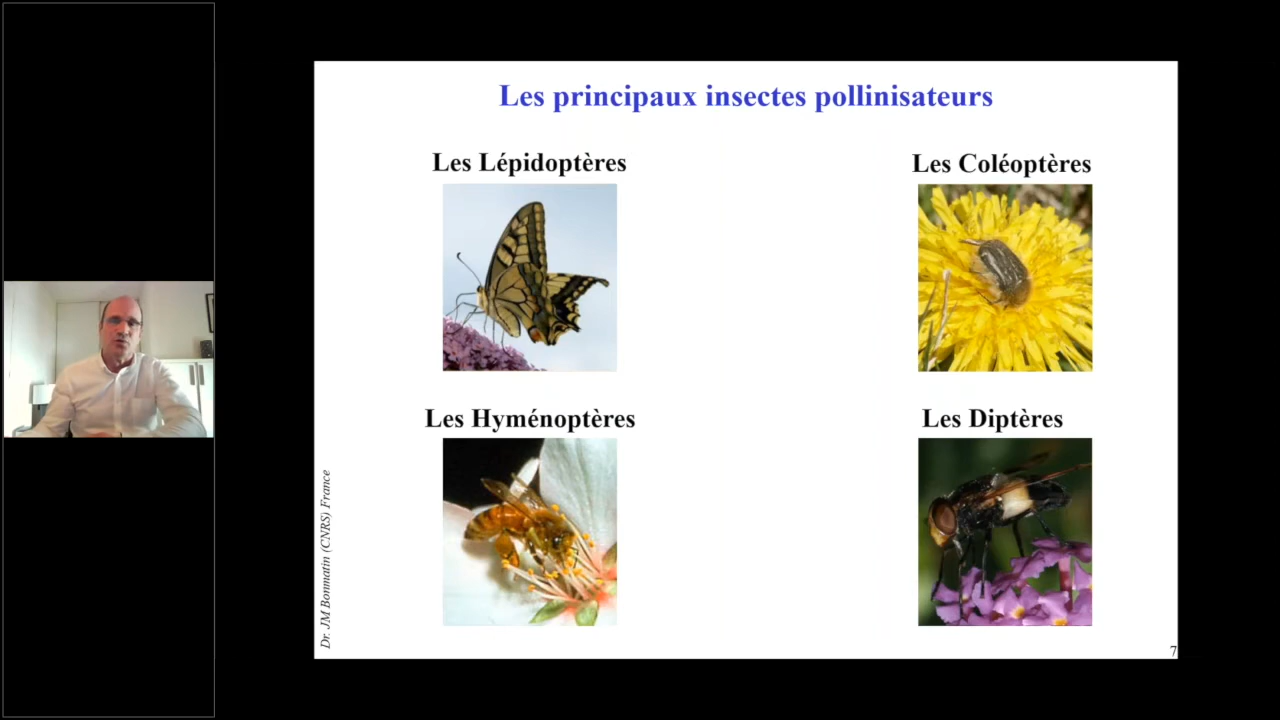 Les principaux insectes pollinisateurs
Les Lépidoptères
Les Coléoptères
Les Hyménoptères
Les Diptères
Dr. JM Bonmatin (CNRS) France
7